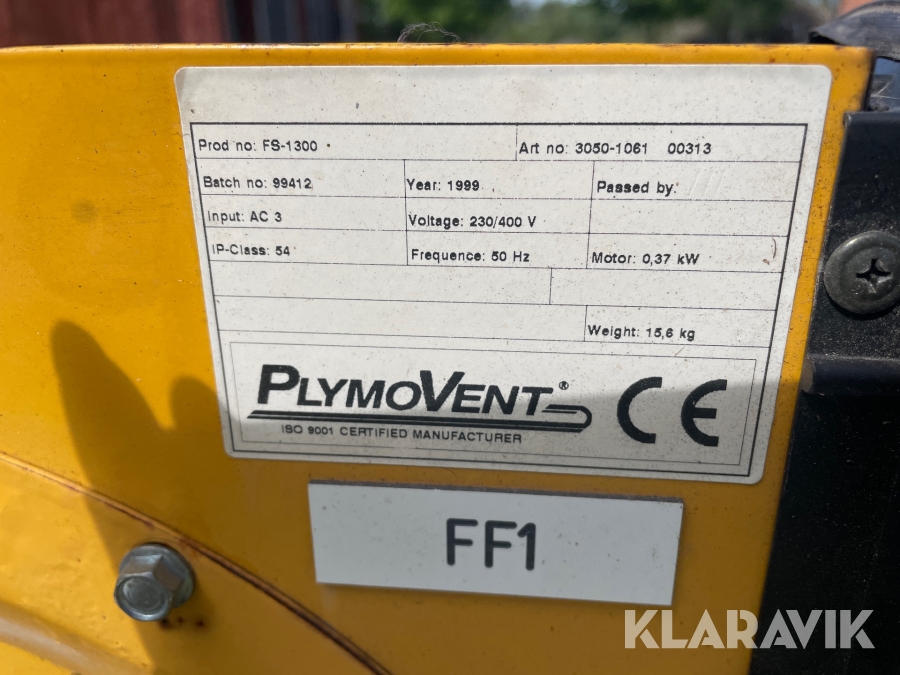 Prod no: FS-1300 Art no: 3050-1061 00313
Batch no: 99412 Year: 1999 Passed by:
Input: AC 3 Voltage: 230/400 V
IP-Class: 54 Frequence: 50 Hz Motor: 0,37 kW
Weight: 15,6 kg
PLYMOVENT®
ISO 9001 CERTIFIED MANUFACTURER
CE
FF1
KLARAVIK